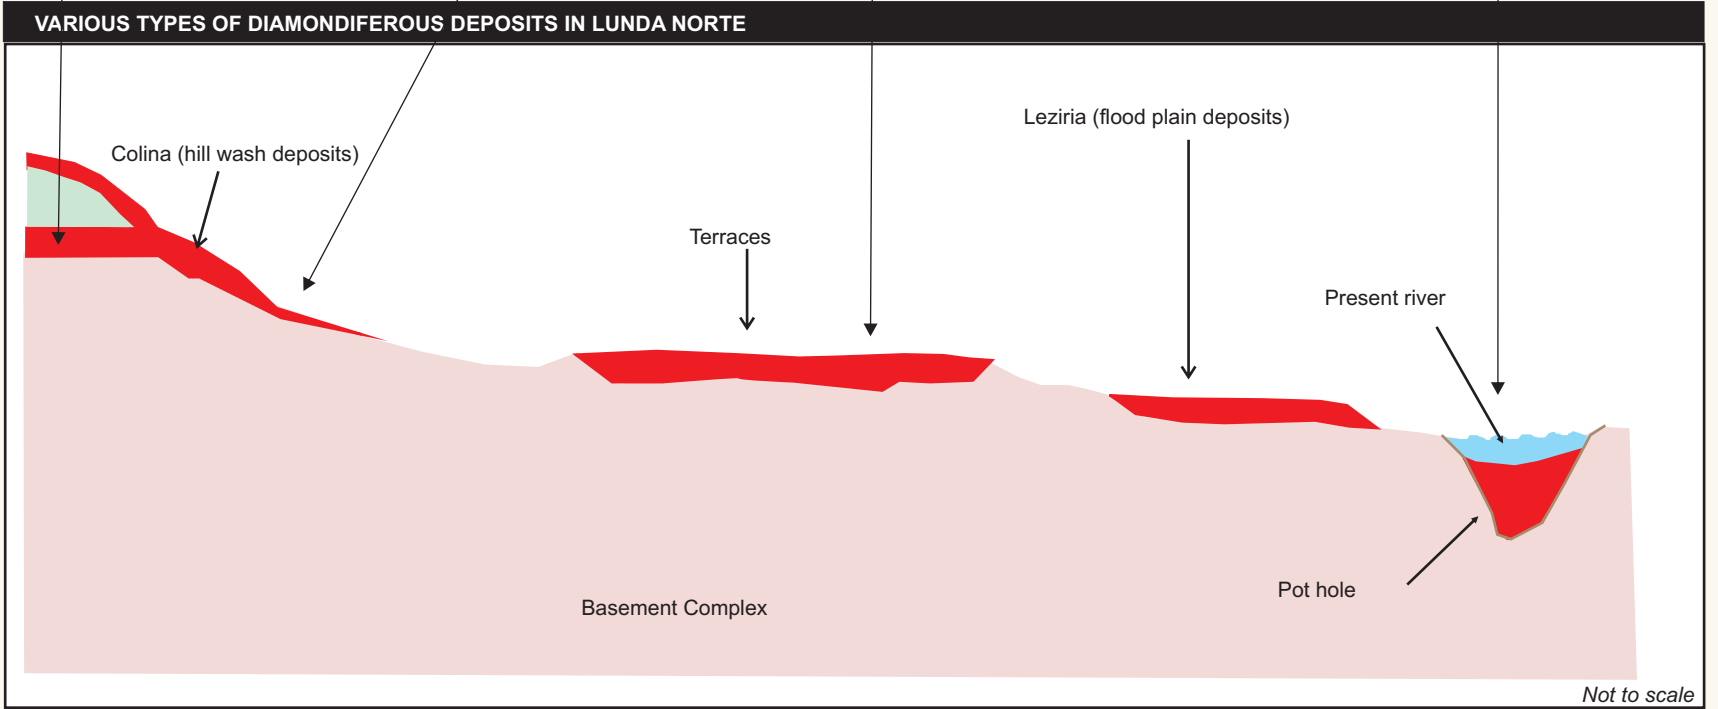 VARIOUS TYPES OF DIAMONDIFEROUS DEPOSITS IN LUNDA NORTE
Leziria (flood plain deposits)
Colina (hill wash deposits)
Terraces
Present river
Pot hole
Basement Complex
Not to scale